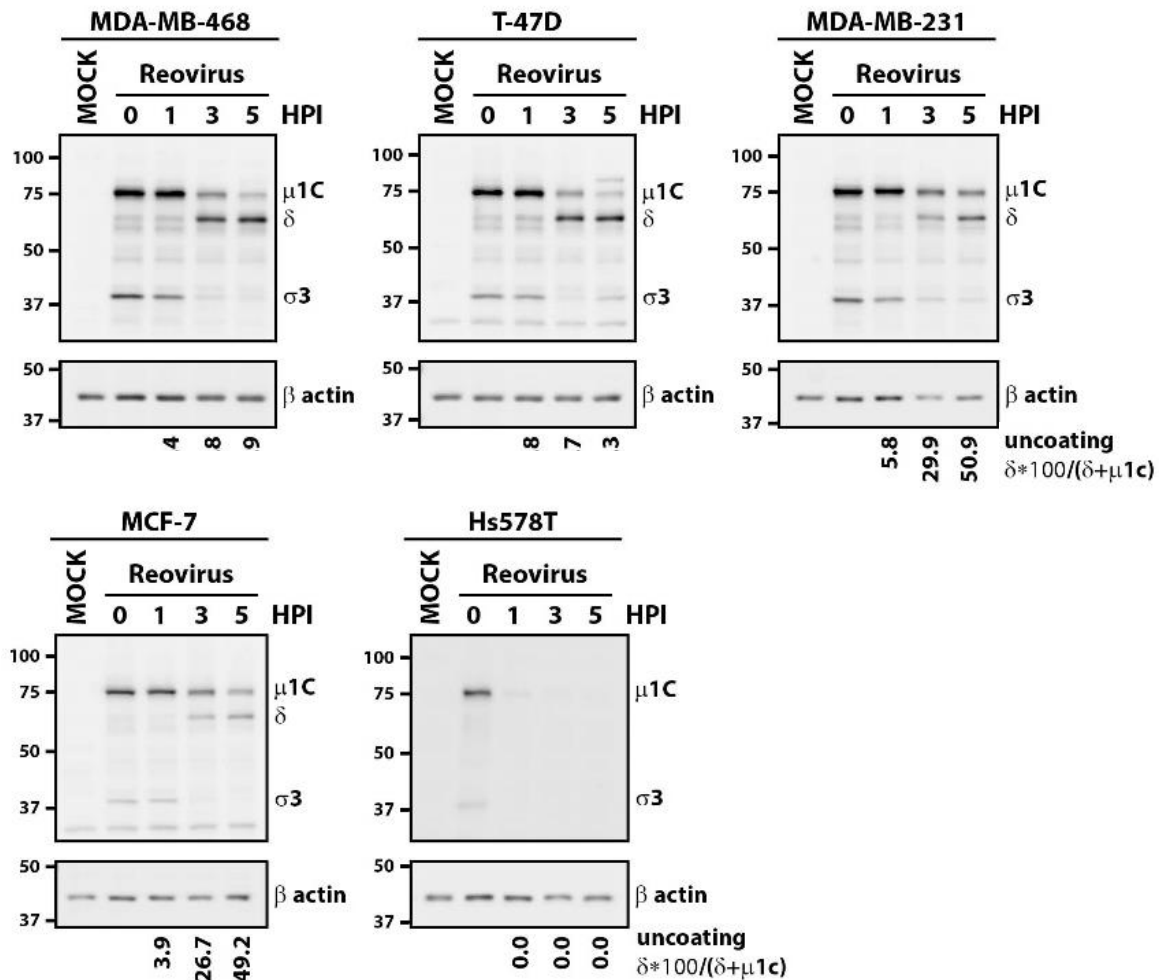 MDA-MB-468
MOCK
Reovirus
0 1 3 5 HPI
100
75
50
37
μ1C
δ
σ3
50
37
β actin
4 8 9
T-47D
MOCK
Reovirus
0 1 3 5 HPI
100
75
50
37
μ1C
δ
σ3
50
37
β actin
8 7 3
MDA-MB-231
MOCK
Reovirus
0 1 3 5 HPI
100
75
50
37
μ1C
δ
σ3
50
37
β actin
5.8 29.9 50.9 uncoating
δ*100/(δ+μ1c)
MCF-7
MOCK
Reovirus
0 1 3 5 HPI
100
75
50
37
μ1C
δ
σ3
50
37
β actin
3.9 26.7 49.2
Hs578T
MOCK
Reovirus
0 1 3 5 HPI
100
75
50
37
μ1C
σ3
50
37
β actin
0.0 0.0 0.0 uncoating
δ*100/(δ+μ1c)